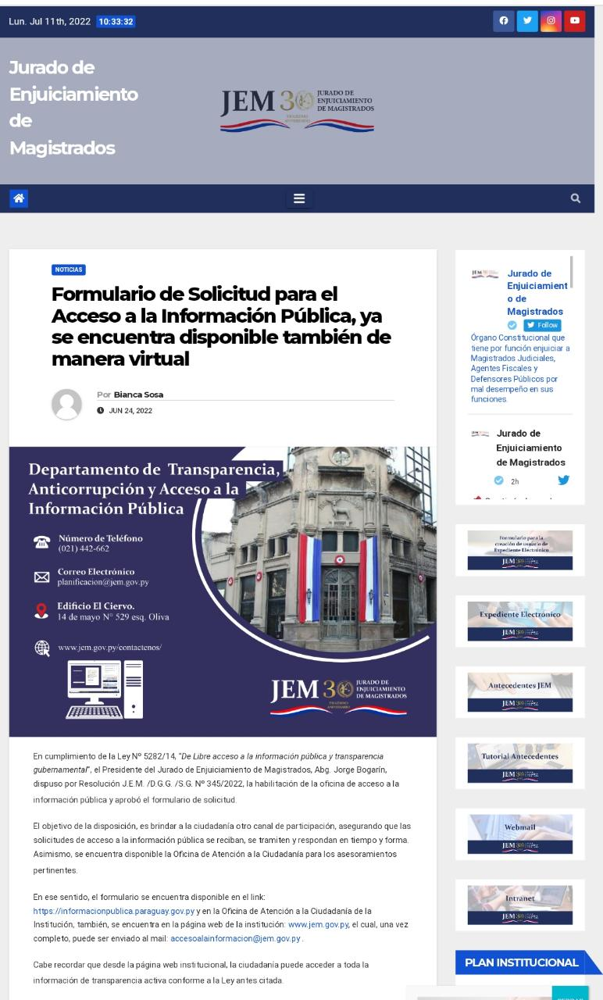 Lun. Jul 11th, 2022 10:33:32
Jurado de
Enjuiciamiento
de
Magistrados
JEM 30 JURADO DE
ENJUICIAMIENTO
DE MAGISTRADOS
NOTICIAS
Formulario de Solicitud para el
Acceso a la Información Pública, ya
se encuentra disponible también de
manera virtual
Por Bianca Sosa
JUN 24, 2022
Departamento de Transparencia,
Anticorrupción y Acceso a la
Información Pública
Número de Teléfono
(021) 442-662
Correo Electrónico
planificacion@jem.gov.py
Edificio El Ciervo.
14 de mayo N° 529 esq. Oliva
www.jem.gov.py/contactenos/
JEM 30 JURADO DE
ENJUICIAMIENTO
DE MAGISTRADOS
TRIGÉSIMO
ANIVERSARIO
En cumplimiento de la Ley Nº 5282/14, "De Libre acceso a la información pública y transparencia
gubernamental", el Presidente del Jurado de Enjuiciamiento de Magistrados, Abg. Jorge Bogarín,
dispuso por Resolución J.E.M. /D.G.G. /S.G. Nº 345/2022, la habilitación de la oficina de acceso a la
información pública y aprobó el formulario de solicitud.
El objetivo de la disposición, es brindar a la ciudadanía otro canal de participación, asegurando que las
solicitudes de acceso a la información pública se reciban, se tramiten y respondan en tiempo y forma.
Asimismo, se encuentra disponible la Oficina de Atención a la Ciudadanía para los asesoramientos
pertinentes.
En ese sentido, el formulario se encuentra disponible en el link:
https://informacionpublica.paraguay.gov.py y en la Oficina de Atención a la Ciudadanía de la
Institución; también, se encuentra en la página web de la institución: www.jem.gov.py, el cual, una vez
completo, puede ser enviado al mail: accesoalainformacion@jem.gov.py .
Cabe recordar que desde la página web institucional, la ciudadanía puede acceder a toda la
información de transparencia activa conforme a la Ley antes citada.
Jurado de
Enjuiciamient
o de
Magistrados
Follow
Órgano Constitucional que
tiene por función enjuiciar a
Magistrados Judiciales,
Agentes Fiscales y
Defensores Públicos por
mal desempeño en sus
funciones.
Jurado de
Enjuiciamiento
de Magistrados
2h
Formulario para la
creación de usuario de
Expediente Electrónico
JEM 30
Expediente Electrónico
JEM 30
Antecedentes JEM
JEM 30
Tutorial Antecedentes
JEM 30
Webmail
JEM 30
Intranet
JEM 30
PLAN INSTITUCIONAL